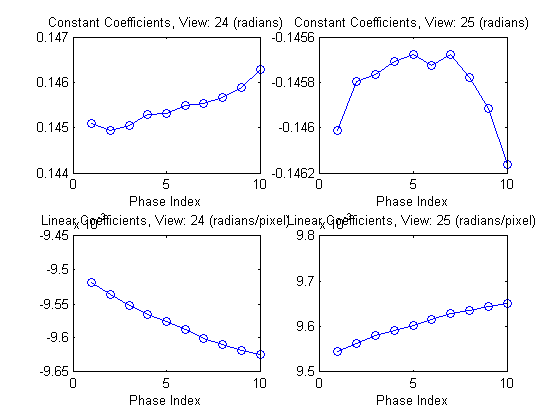 Constant Coefficients, View: 24 (radians)
0.147
0.146
0.145
0.144
0 5 10
Phase Index
Constant Coefficients, View: 25 (radians)
-0.1456
-0.1458
-0.146
-0.1462
0 5 10
Phase Index
Linear Coefficients, View: 24 (radians/pixel)
-9.45
-9.5
-9.55
-9.6
-9.65
0 5 10
Phase Index
Linear Coefficients, View: 25 (radians/pixel)
9.8
9.7
9.6
9.5
0 5 10
Phase Index